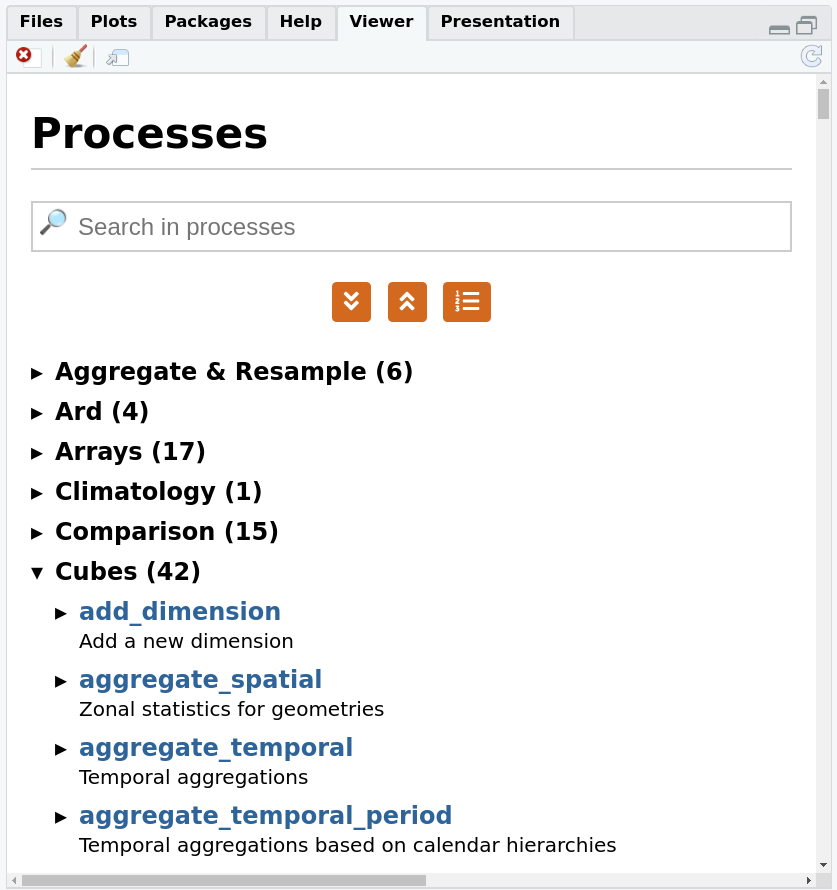 Files Plots Packages Help Viewer Presentation
Processes
Search in processes
Aggregate & Resample (6)
Ard (4)
Arrays (17)
Climatology (1)
Comparison (15)
Cubes (42)
add_dimension
Add a new dimension
aggregate_spatial
Zonal statistics for geometries
aggregate_temporal
Temporal aggregations
aggregate_temporal_period
Temporal aggregations based on calendar hierarchies